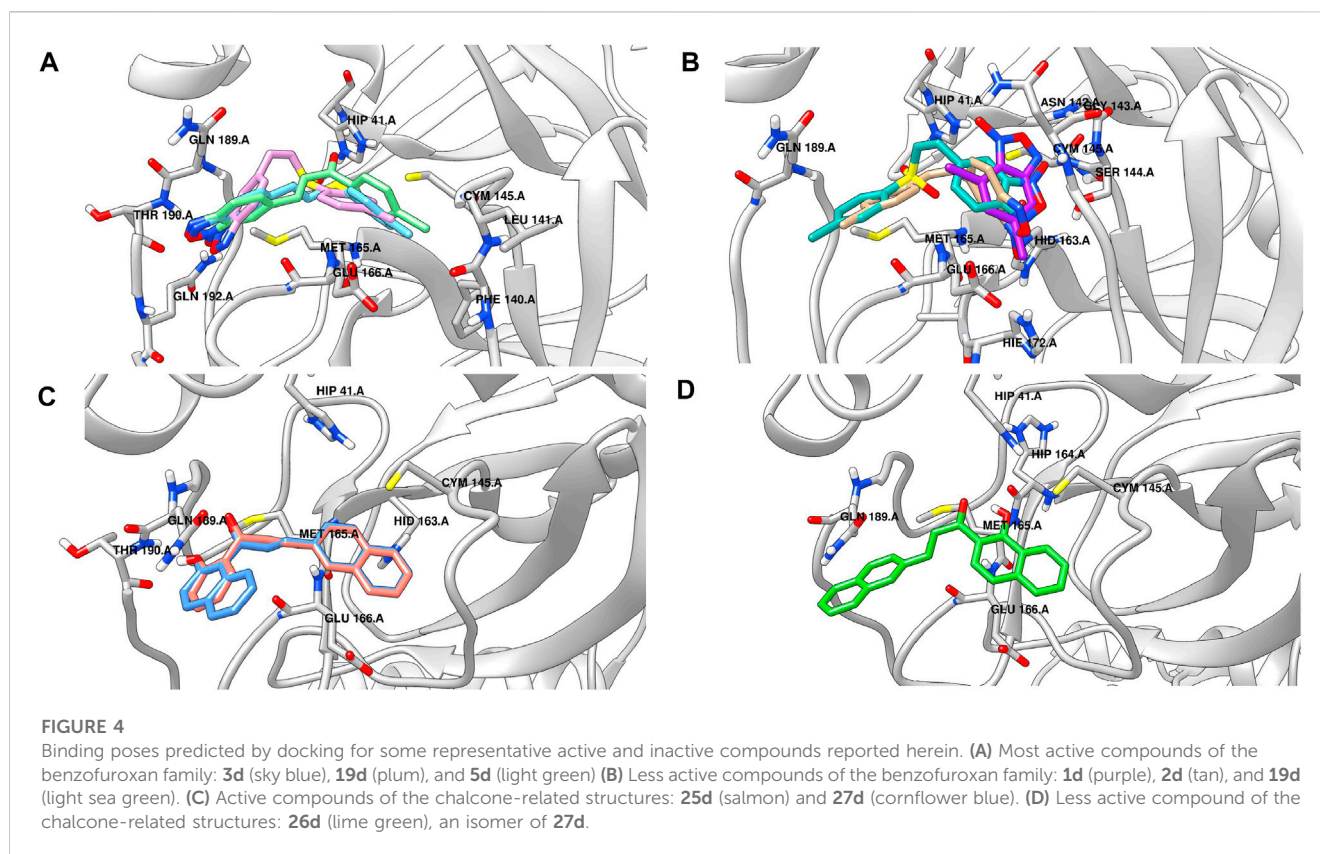 A
HIP 41.A
GLN 189.A
THR 190.A
CYM 145.A
LEU 141.A
MET 165.A
GLU 166.A
GLN 192.A
PHE 140.A
B
HIP 41.A
ASN 142.A
GLY 143.A
GLN 189.A
CYM 145.A
SER 144.A
MET 165.A
HID 163.A
GLU 166.A
HIE 172.A
C
HIP 41.A
CYM 145.A
GLN 189.A
HID 163.A
THR 190.A
MET 165.A
GLU 166.A
D
HIP 41.A
HIP 164.A
CYM 145.A
GLN 189.A
MET 165.A
GLU 166.A
FIGURE 4
Binding poses predicted by docking for some representative active and inactive compounds reported herein. (A) Most active compounds of the
benzofuroxan family: 3d (sky blue), 19d (plum), and 5d (light green) (B) Less active compounds of the benzofuroxan family: 1d (purple), 2d (tan), and 19d
(light sea green). (C) Active compounds of the chalcone-related structures: 25d (salmon) and 27d (cornflower blue). (D) Less active compound of the
chalcone-related structures: 26d (lime green), an isomer of 27d.